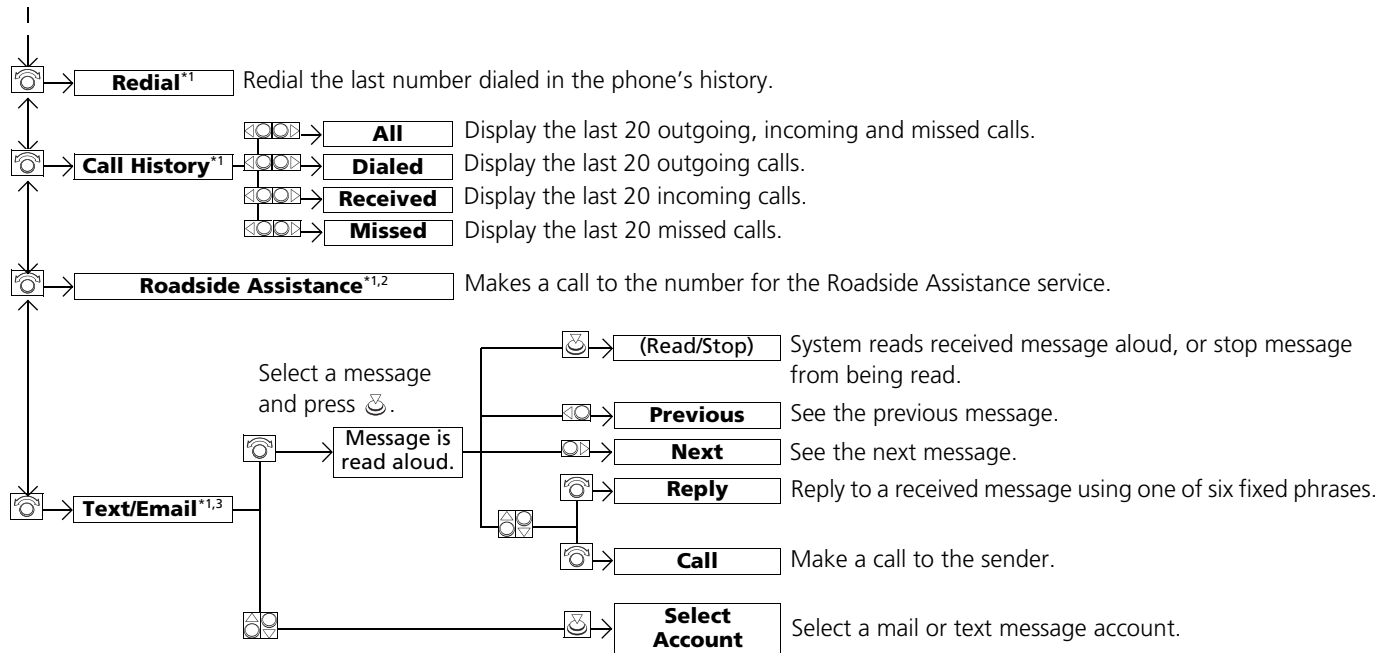 Redial*1 Redial the last number dialed in the phone's history.
All Display the last 20 outgoing, incoming and missed calls.
Call History*1 Dialed Display the last 20 outgoing calls.
Received Display the last 20 incoming calls.
Missed Display the last 20 missed calls.
Roadside Assistance*1,2 Makes a call to the number for the Roadside Assistance service.
(Read/Stop) System reads received message aloud, or stop message
from being read.
Select a message
and press .
Previous See the previous message.
Message is
read aloud.
Next See the next message.
Reply Reply to a received message using one of six fixed phrases.
Text/Email*1,3
Call Make a call to the sender.
Select
Account
Select a mail or text message account.